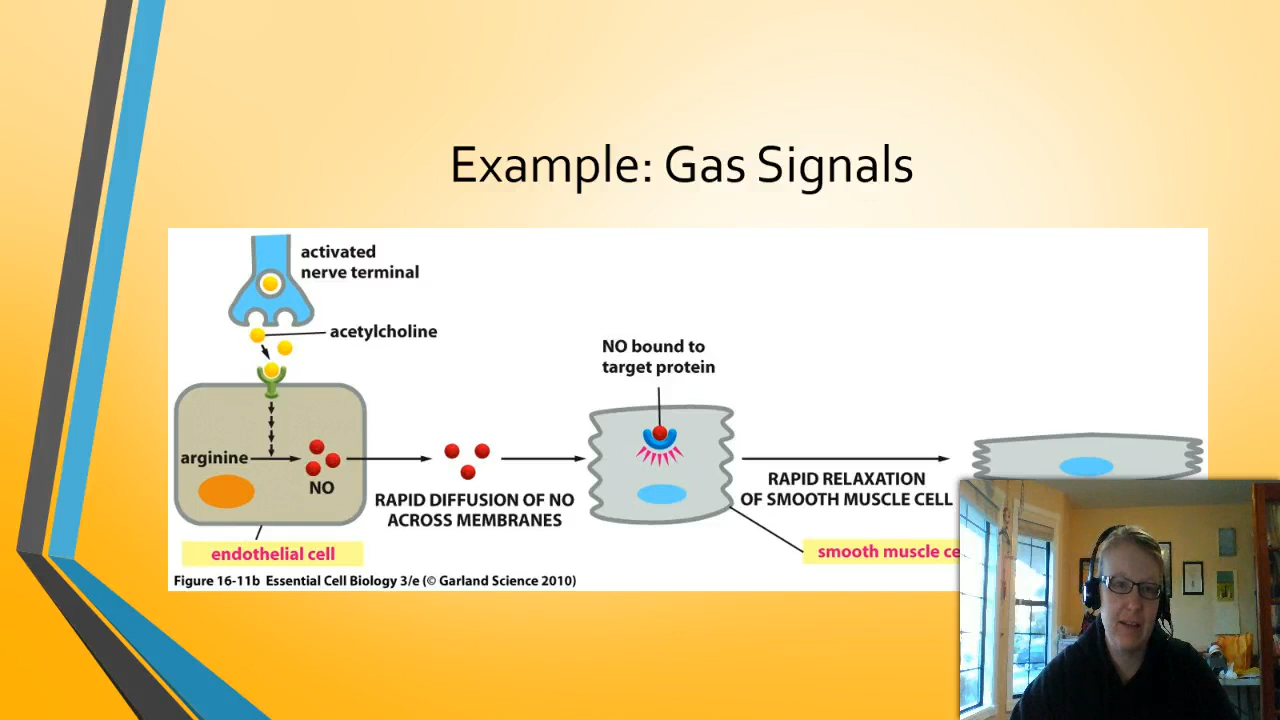 Example: Gas Signals
activated
nerve terminal
acetylcholine
NO bound to
target protein
arginine
NO
RAPID DIFFUSION OF NO
ACROSS MEMBRANES
RAPID RELAXATION
OF SMOOTH MUSCLE CELL
endothelial cell
smooth muscle ce
Figure 16-11b Essential Cell Biology 3/e (© Garland Science 2010)